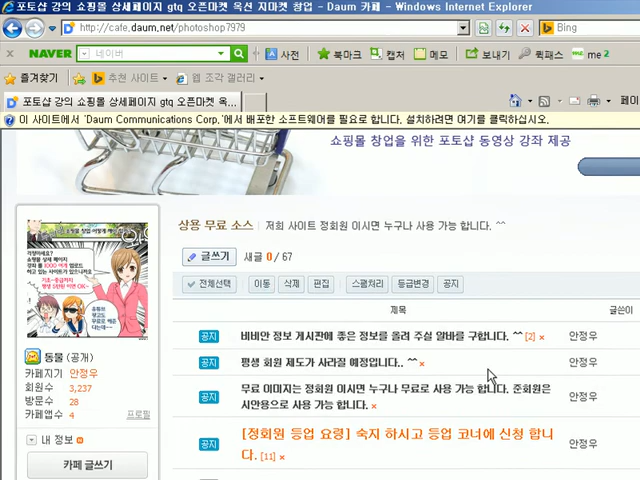 포토샵 강의 쇼핑몰 상세페이지 gtq 오픈마켓 옥션 지마켓 창업 - Daum 카페 - Windows Internet Explorer
http://cafe.daum.net/photoshop7979
Bing
NAVER 네이버 사전 북마크 캡처 메모 보내기 퀵패스 me 2
즐겨찾기 추천 사이트 웹 조각 갤러리
포토샵 강의 쇼핑몰 상세페이지 gtq 오픈마켓 옥...
페이
이 사이트에서 'Daum Communications Corp.'에서 배포한 소프트웨어를 필요로 합니다. 설치하려면 여기를 클릭하십시오.
쇼핑몰 창업을 위한 포토샵 동영상 강좌 제공
상용 무료 소스 저희 사이트 정회원 이시면 누구나 사용 가능 합니다. ^^
글쓰기 새글 0 / 67
전체선택 이동 삭제 편집 스팸처리 등급변경 공지
제목 글쓴이
공지 비비안 정보 게시판에 좋은 정보를 올려 주실 알바를 구합니다. ^^ [2] 안정우
공지 평생 회원 제도가 사라질 예정입니다.. ^^ 안정우
공지 무료 이미지는 정회원 이시면 누구나 무료로 사용 가능 합니다. 준회원은
시안용으로 사용 가능 합니다. 안정우
공지 [정회원 등업 요령] 숙지 하시고 등업 코너에 신청 합니
다. [11] 안정우
동물 (공개)
카페지기 안정우
회원수 3,237
방문수 28
카페앱수 4 프로필
내 정보
카페 글쓰기